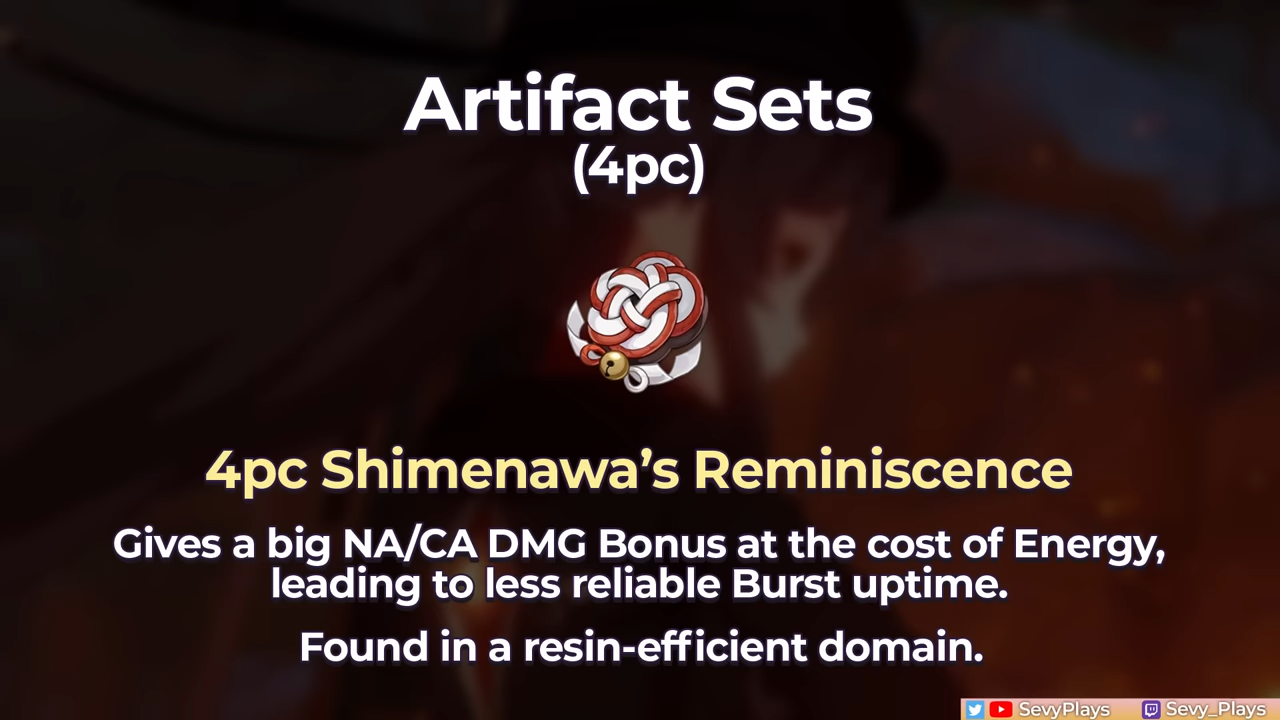 Artifact Sets
(4pc)
4pc Shimenawa’s Reminiscence
Gives a big NA/CA DMG Bonus at the cost of Energy,
leading to less reliable Burst uptime.
Found in a resin-efficient domain.
SevyPlays Sevy_Plays